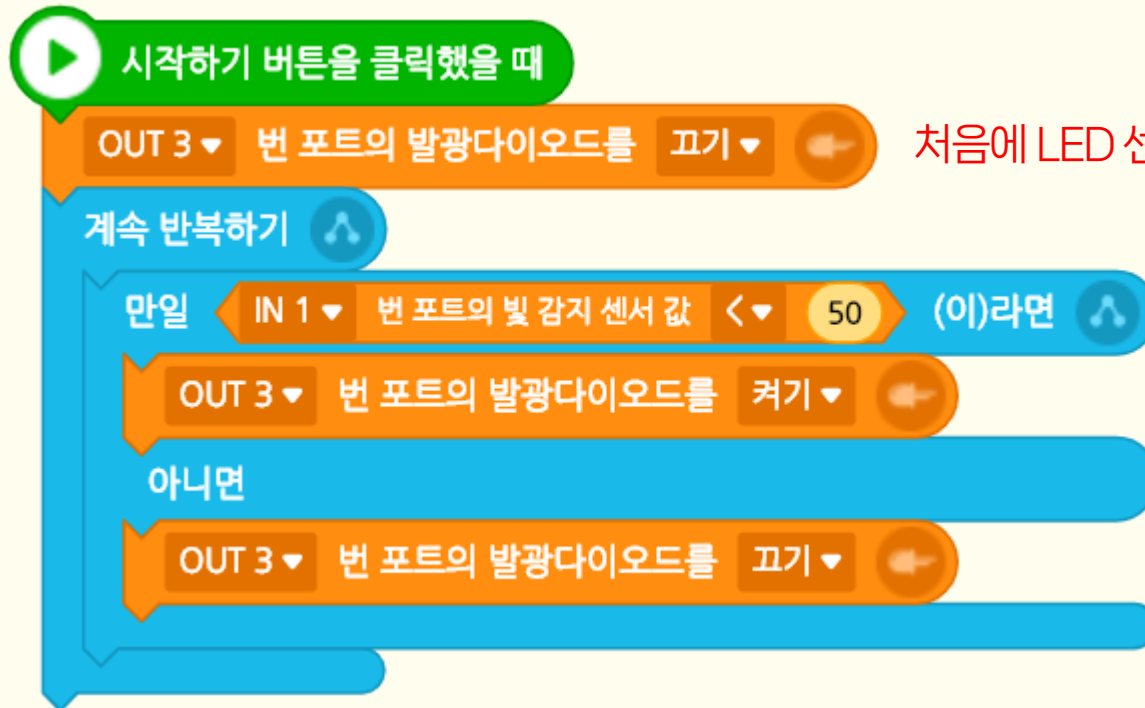 시작하기 버튼을 클릭했을 때
OUT 3 번 포트의 발광다이오드를 끄기 처음에 LED 센
계속 반복하기
만일 IN 1 번 포트의 빛 감지 센서 값 < 50 (이)라면
OUT 3 번 포트의 발광다이오드를 켜기
아니면
OUT 3 번 포트의 발광다이오드를 끄기